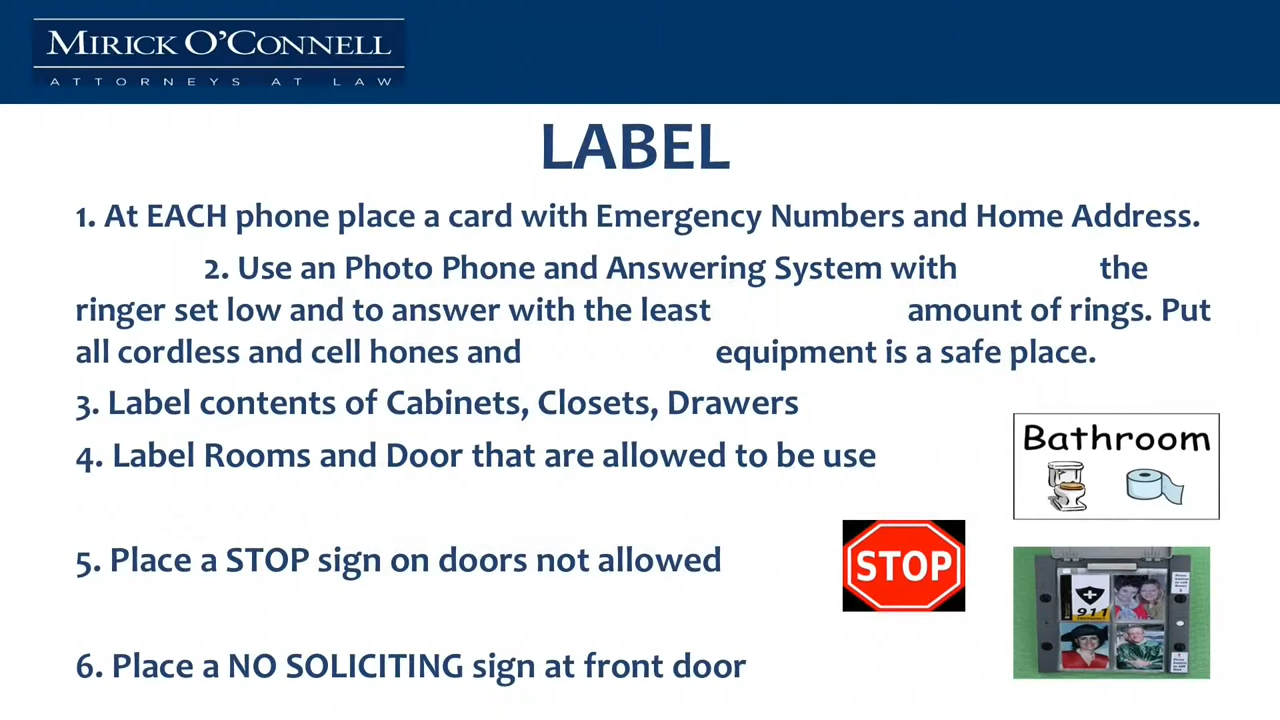 MIRICK O'CONNELL
ATTORNEYS AT LAW
LABEL
1. At EACH phone place a card with Emergency Numbers and Home Address.
2. Use an Photo Phone and Answering System with the
ringer set low and to answer with the least amount of rings. Put
all cordless and cell hones and equipment is a safe place.
3. Label contents of Cabinets, Closets, Drawers
4. Label Rooms and Door that are allowed to be use
Bathroom
5. Place a STOP sign on doors not allowed
STOP
911
6. Place a NO SOLICITING sign at front door